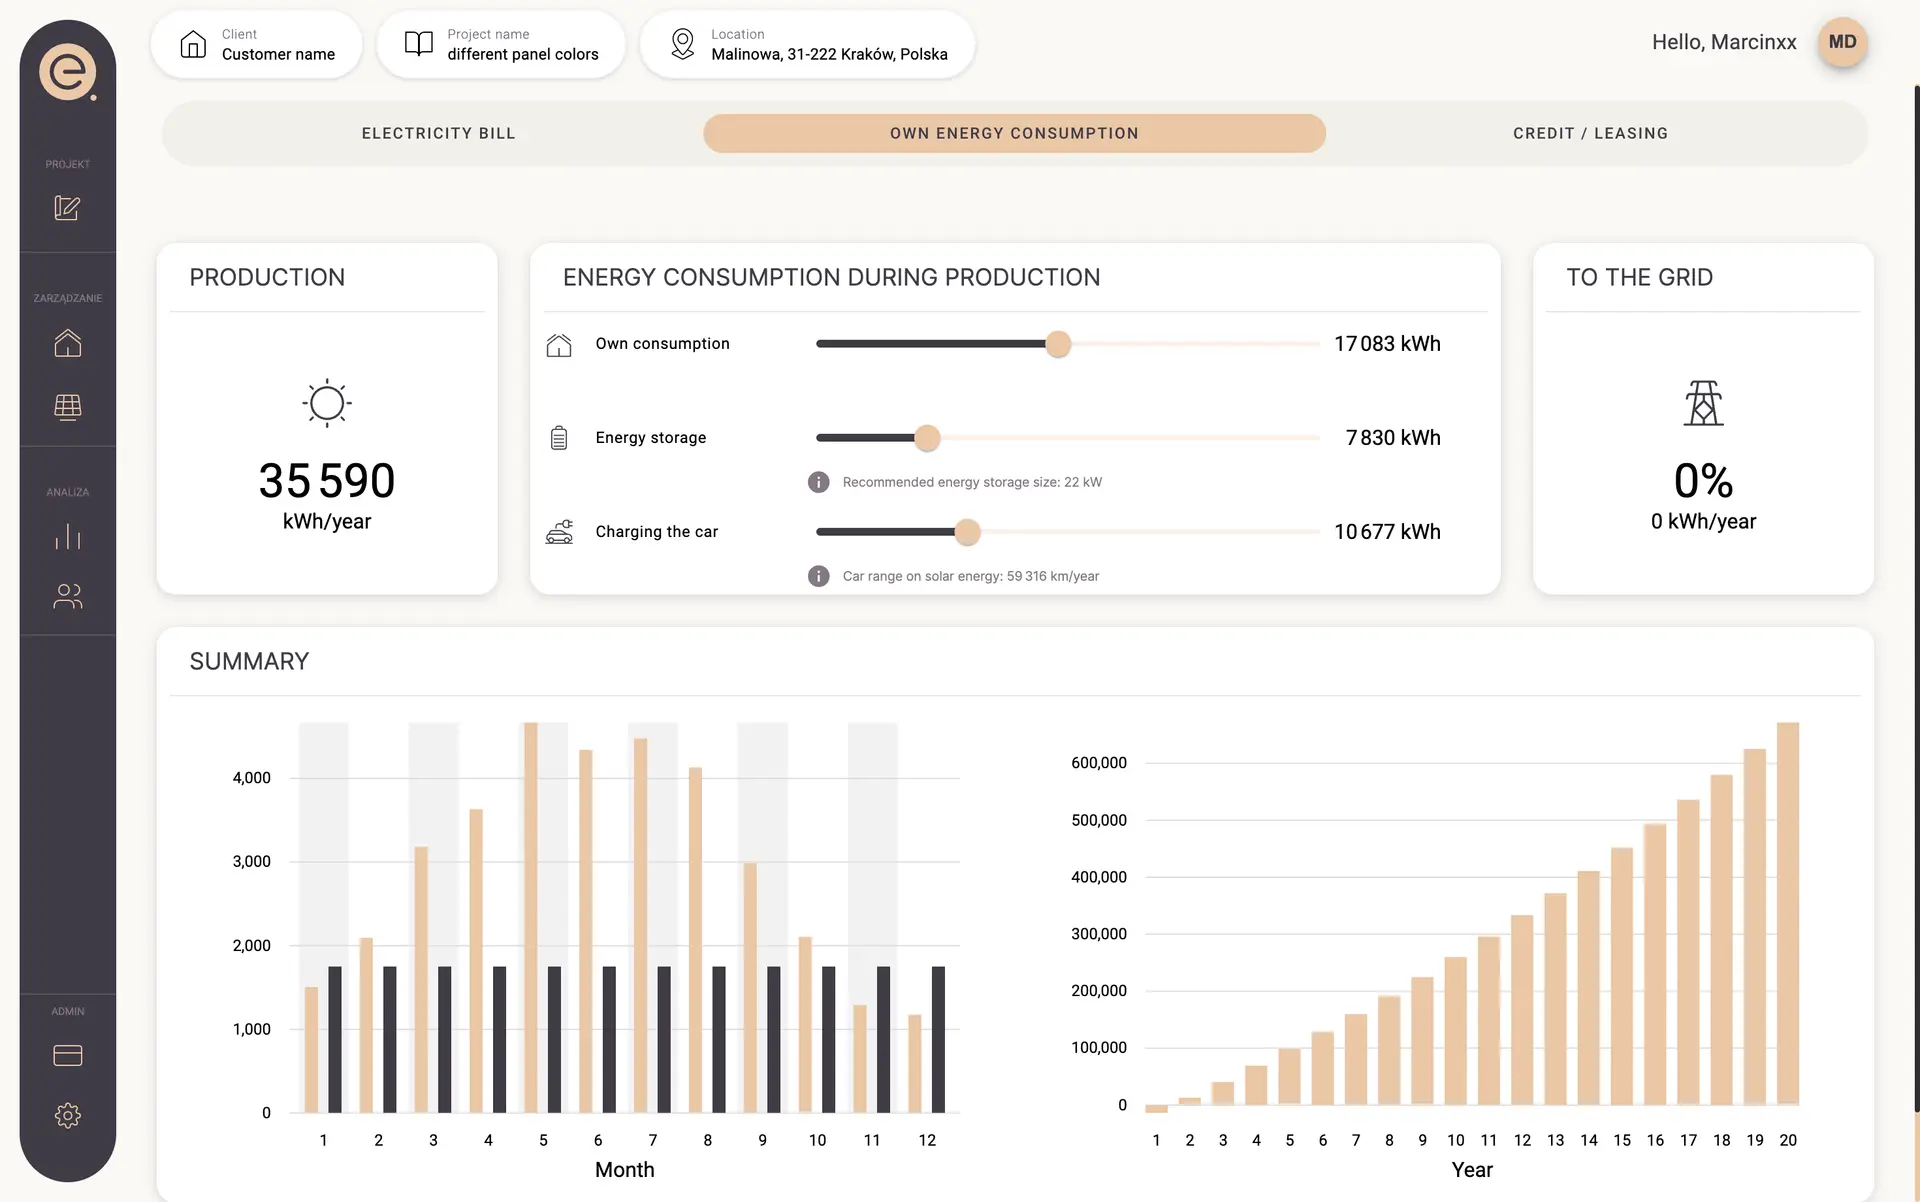 Client
Customer name
Project name
different panel colors
Location
Malinowa, 31-222 Kraków, Polska
Hello, Marcinxx
MD
e.
ELECTRICITY BILL
OWN ENERGY CONSUMPTION
CREDIT / LEASING
PROJEKT
ZARZĄDZANIE
ANALIZA
ADMIN
PRODUCTION
35 590
kWh/year
ENERGY CONSUMPTION DURING PRODUCTION
Own consumption
17 083 kWh
Energy storage
7 830 kWh
i
Recommended energy storage size: 22 kW
Charging the car
10 677 kWh
i
Car range on solar energy: 59 316 km/year
TO THE GRID
0%
0 kWh/year
SUMMARY
4,000
3,000
2,000
1,000
0
1 2 3 4 5 6 7 8 9 10 11 12
Month
600,000
500,000
400,000
300,000
200,000
100,000
0
1 2 3 4 5 6 7 8 9 10 11 12 13 14 15 16 17 18 19 20
Year